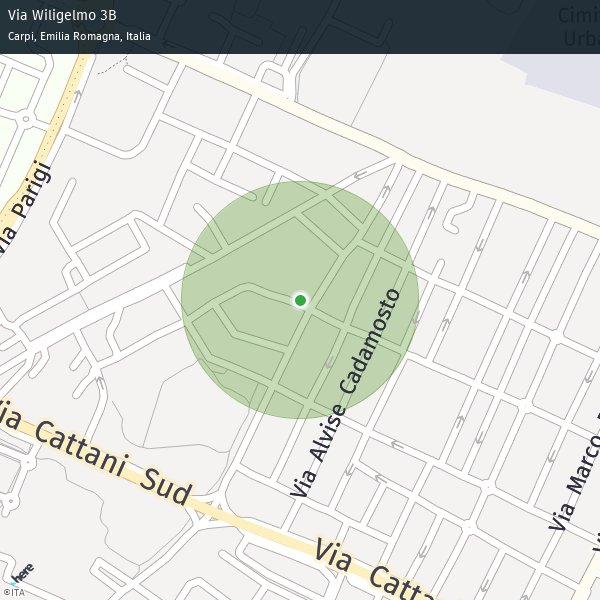 Via Wiligelmo 3B
Carpi, Emilia Romagna, Italia
Cimi
Urba
Via Parigi
Via Alvise Cadamosto
Via Marco
Via Cattani Sud
Via Catta
here
©ITA